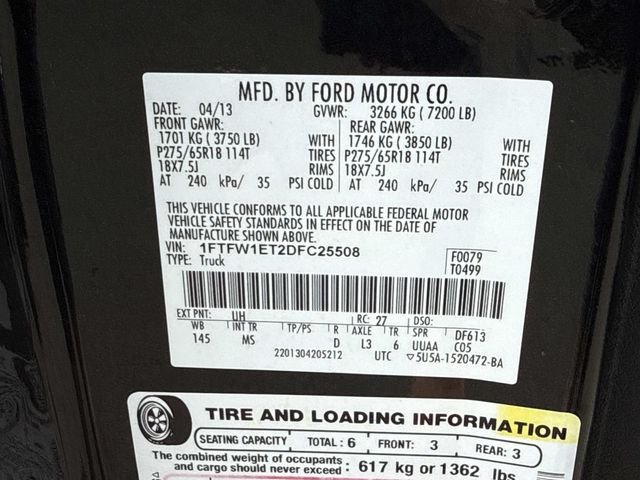 MFD. BY FORD MOTOR CO.
DATE: 04/13 GVWR: 3266 KG ( 7200 LB)
FRONT GAWR: REAR GAWR:
1701 KG ( 3750 LB) WITH 1746 KG ( 3850 LB) WITH
P275/65R18 114T TIRES P275/65R18 114T TIRES
18X7.5J RIMS 18X7.5J RIMS
AT 240 kPa/ 35 PSI COLD AT 240 kPa/ 35 PSI COLD
THIS VEHICLE CONFORMS TO ALL APPLICABLE FEDERAL MOTOR
VEHICLE SAFETY STANDARDS IN EFFECT ON THE DATE OF
MANUFACTURE SHOWN ABOVE.
VIN: 1FTFW1ET2DFC25508 F0079
TYPE: Truck T0499
EXT PNT: UH RC: 27 DSO:
WB INT TR TP/PS R AXLE TR SPR DF613
145 MS D L3 6 UUAA C05
2201304205212 UTC ▽5U5A-1520472-BA
TIRE AND LOADING INFORMATION
SEATING CAPACITY TOTAL: 6 FRONT: 3 REAR: 3
The combined weight of occupants
and cargo should never exceed: 617 kg or 1362 lbs